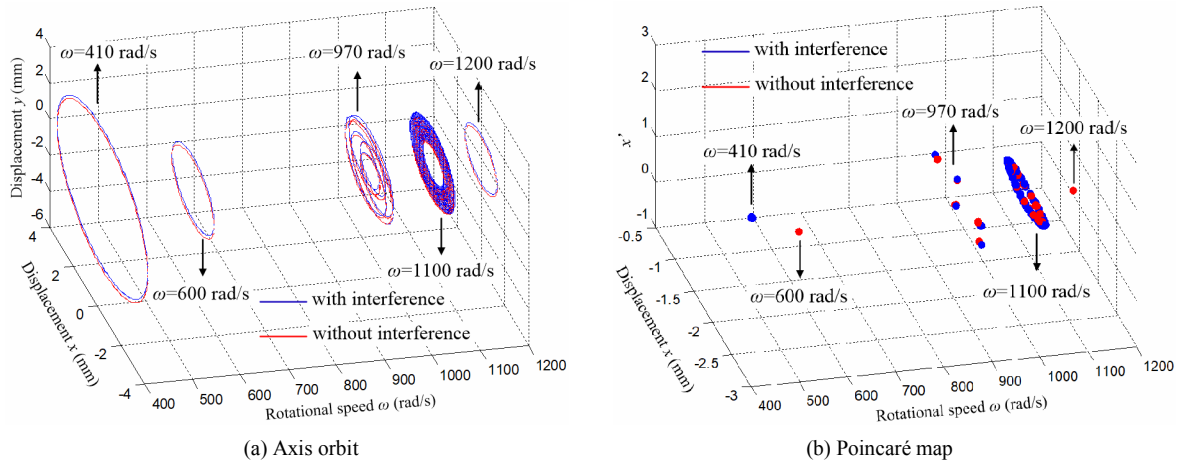 4
2
0
-2
-4
-6
Displacement y (mm)
4
2
0
-2
-4
Displacement x (mm)
400
500
600
700
800
900
1000
1100
1200
Rotational speed ω (rad/s)
ω=410 rad/s
ω=970 rad/s
ω=1200 rad/s
ω=600 rad/s
ω=1100 rad/s
with interference
without interference
(a) Axis orbit
3
2
1
0
-1
x'
-0.5
-1
-1.5
-2
-2.5
-3
Displacement x (mm)
400
500
600
700
800
900
1000
1100
1200
Rotational speed ω (rad/s)
with interference
without interference
ω=970 rad/s
ω=410 rad/s
ω=1200 rad/s
ω=600 rad/s
ω=1100 rad/s
(b) Poincaré map